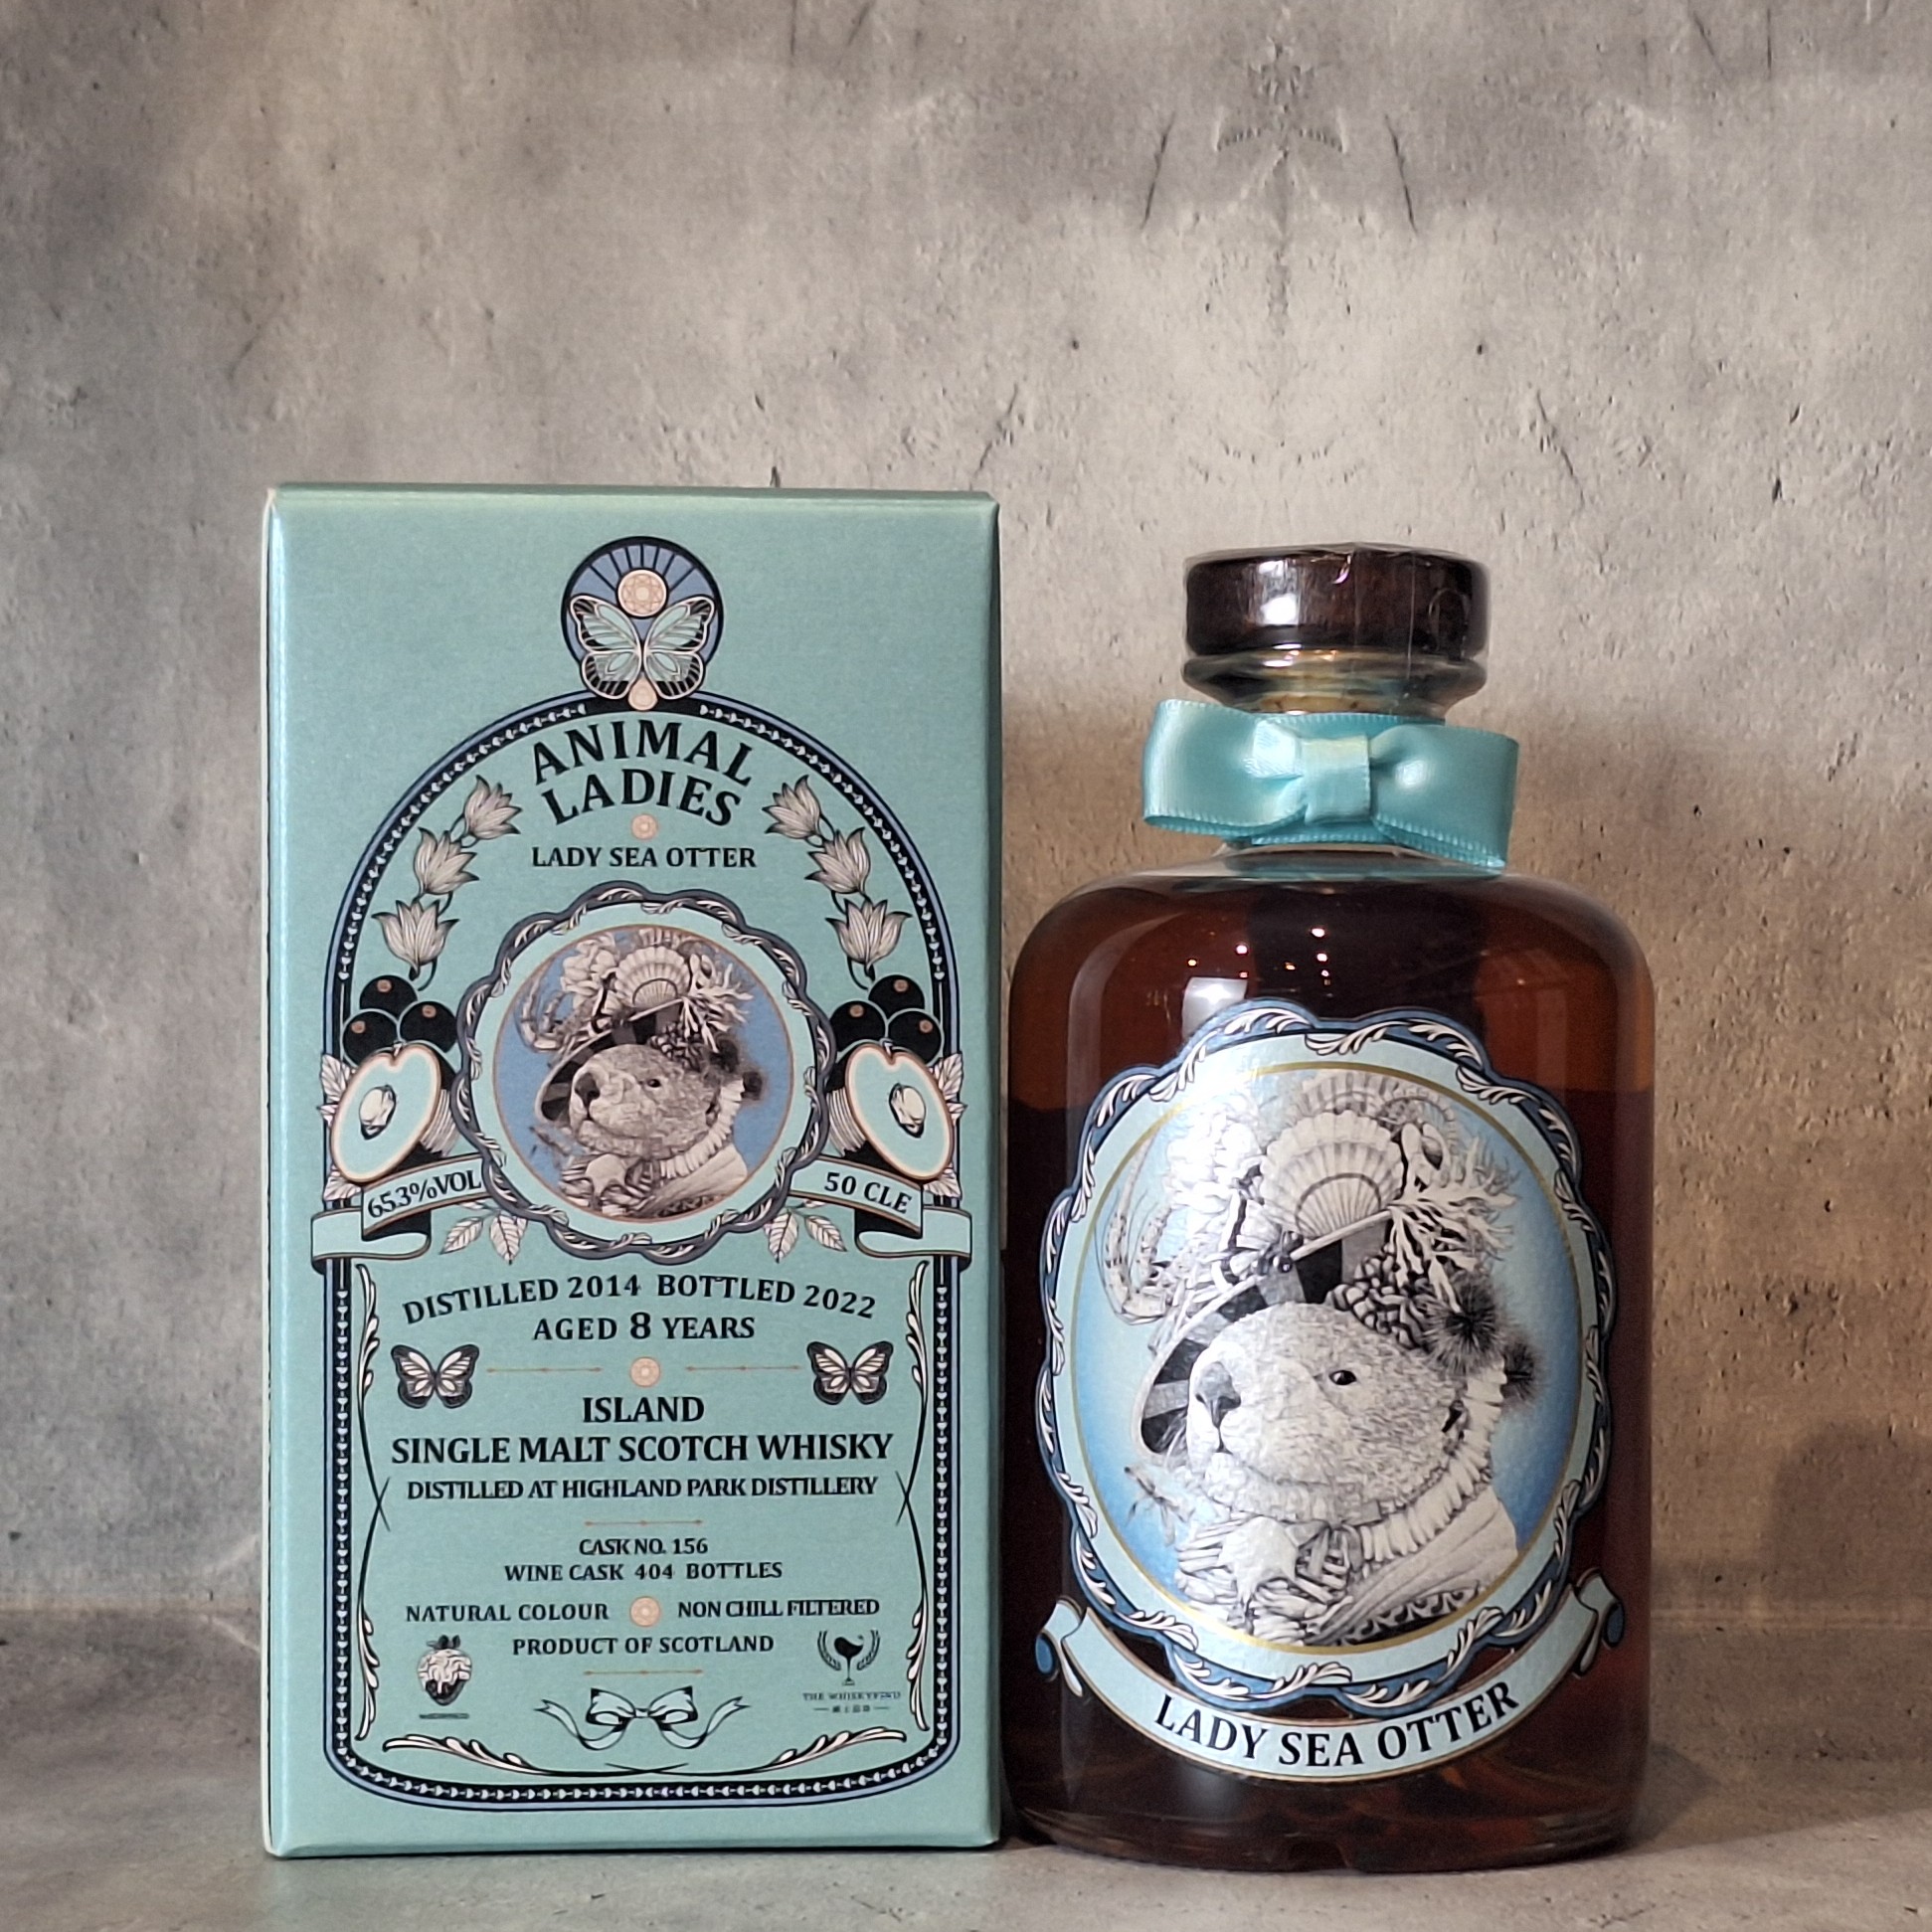 ANIMAL
LADIES
LADY SEA OTTER
65.3%VOL
50 CLE
DISTILLED 2014 BOTTLED 2022
AGED 8 YEARS
ISLAND
SINGLE MALT SCOTCH WHISKY
DISTILLED AT HIGHLAND PARK DISTILLERY
CASK NO. 156
WINE CASK 404 BOTTLES
NATURAL COLOUR
NON CHILL FILTERED
PRODUCT OF SCOTLAND
THE WHISKYFIND
LADY SEA OTTER